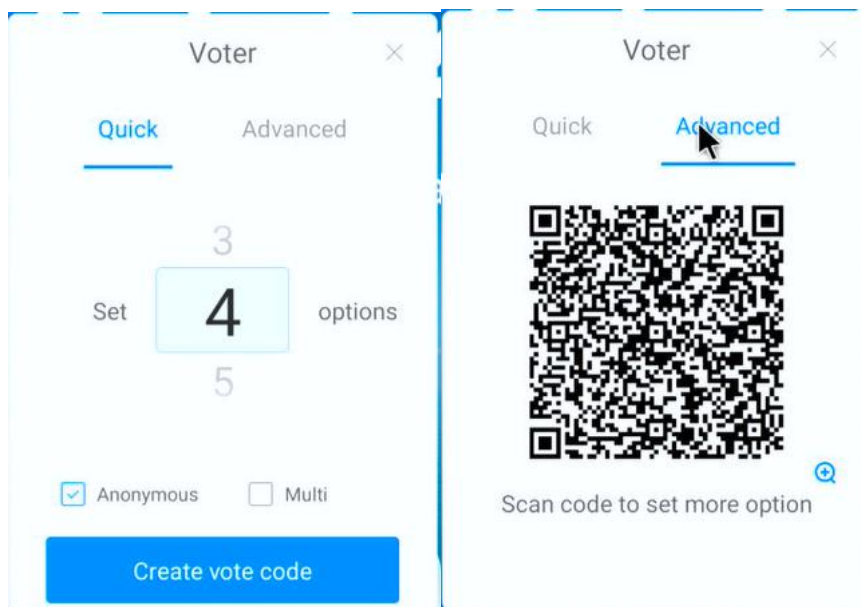 Voter
Quick Advanced
3
Set 4 options
5
Anonymous Multi
Create vote code
Voter
Quick Advanced
Scan code to set more option